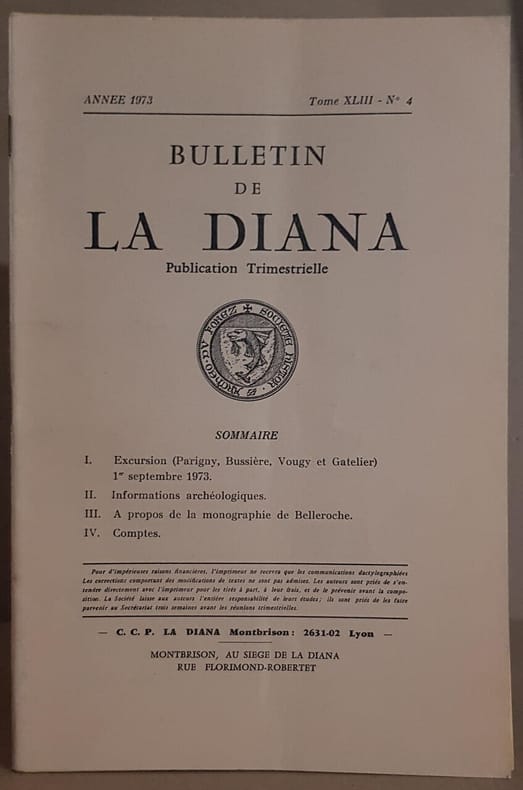 ANNEE 1973 Tome XLIII - N° 4
BULLETIN
DE
LA DIANA
Publication Trimestrielle
✠ SOCIETE HISTOR. & ARCHEO. AU FOREZ
SOMMAIRE
I. Excursion (Parigny, Bussière, Vougy et Gatelier)
1er septembre 1973.
II. Informations archéologiques.
III. A propos de la monographie de Belleroche.
IV. Comptes.
Pour d'impérieuses raisons financières, l'imprimeur ne recevra que les communications dactylographiées
Les corrections comportant des modifications de textes ne sont pas admises. Les auteurs sont priés de s'en-
tendre directement avec l'imprimeur pour les tirés à part, à leur frais, et de le prévenir avant la compo-
sition. La Société laisse aux auteurs l'entière responsabilité de leurs études; ils sont priés de les faire
parvenir au Secrétariat trois semaines avant les réunions trimestrielles.
— C. C. P. LA DIANA Montbrison : 2631-02 Lyon —
MONTBRISON, AU SIEGE DE LA DIANA
RUE FLORIMOND-ROBERTET